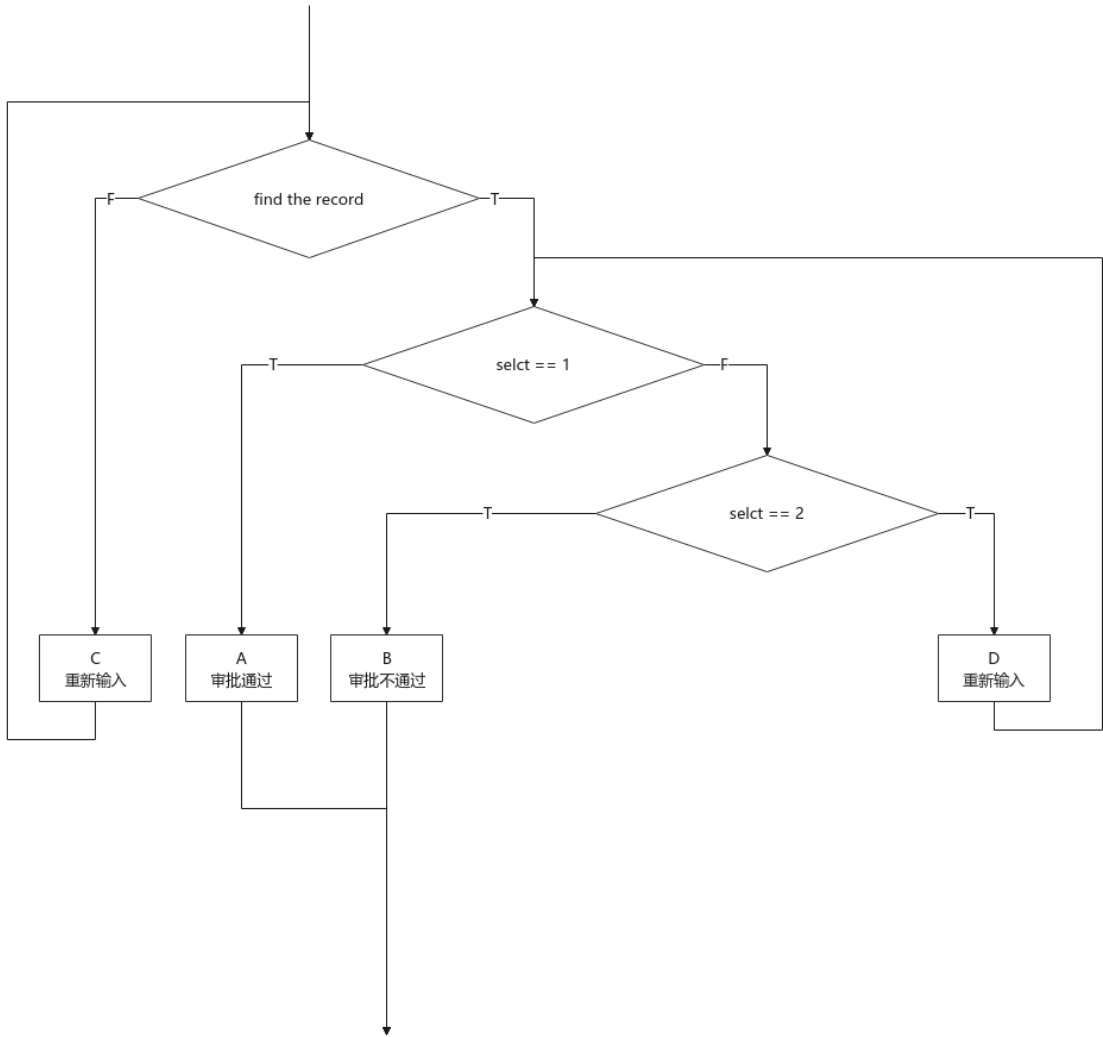 find the record
F
T
selct == 1
T
F
selct == 2
T
T
C
重新输入
A
审批通过
B
审批不通过
D
重新输入